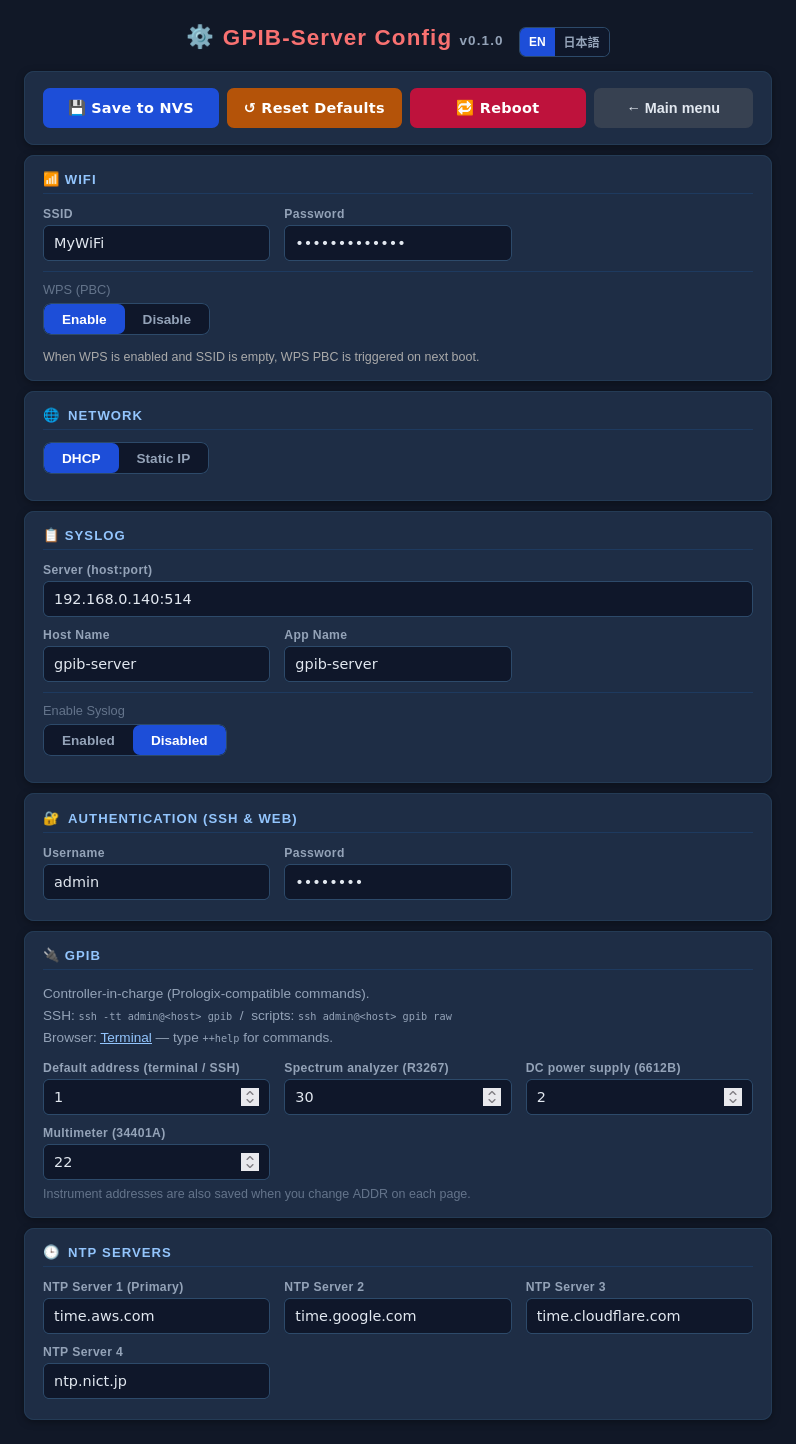 ⚙️ GPIB-Server Config v0.1.0 EN 日本語
💾 Save to NVS ↺ Reset Defaults 🔁 Reboot ← Main menu
📶 WIFI
SSID Password
MyWiFi •••••••••••••
WPS (PBC)
Enable Disable
When WPS is enabled and SSID is empty, WPS PBC is triggered on next boot.
🌐 NETWORK
DHCP Static IP
📋 SYSLOG
Server (host:port)
192.168.0.140:514
Host Name App Name
gpib-server gpib-server
Enable Syslog
Enabled Disabled
🔐 AUTHENTICATION (SSH & WEB)
Username Password
admin ••••••••
🔌 GPIB
Controller-in-charge (Prologix-compatible commands).
SSH: ssh -tt admin@<host> gpib / scripts: ssh admin@<host> gpib raw
Browser: Terminal — type ++help for commands.
Default address (terminal / SSH) Spectrum analyzer (R3267) DC power supply (6612B)
1 30 2
Multimeter (34401A)
22
Instrument addresses are also saved when you change ADDR on each page.
🕒 NTP SERVERS
NTP Server 1 (Primary) NTP Server 2 NTP Server 3
time.aws.com time.google.com time.cloudflare.com
NTP Server 4
ntp.nict.jp